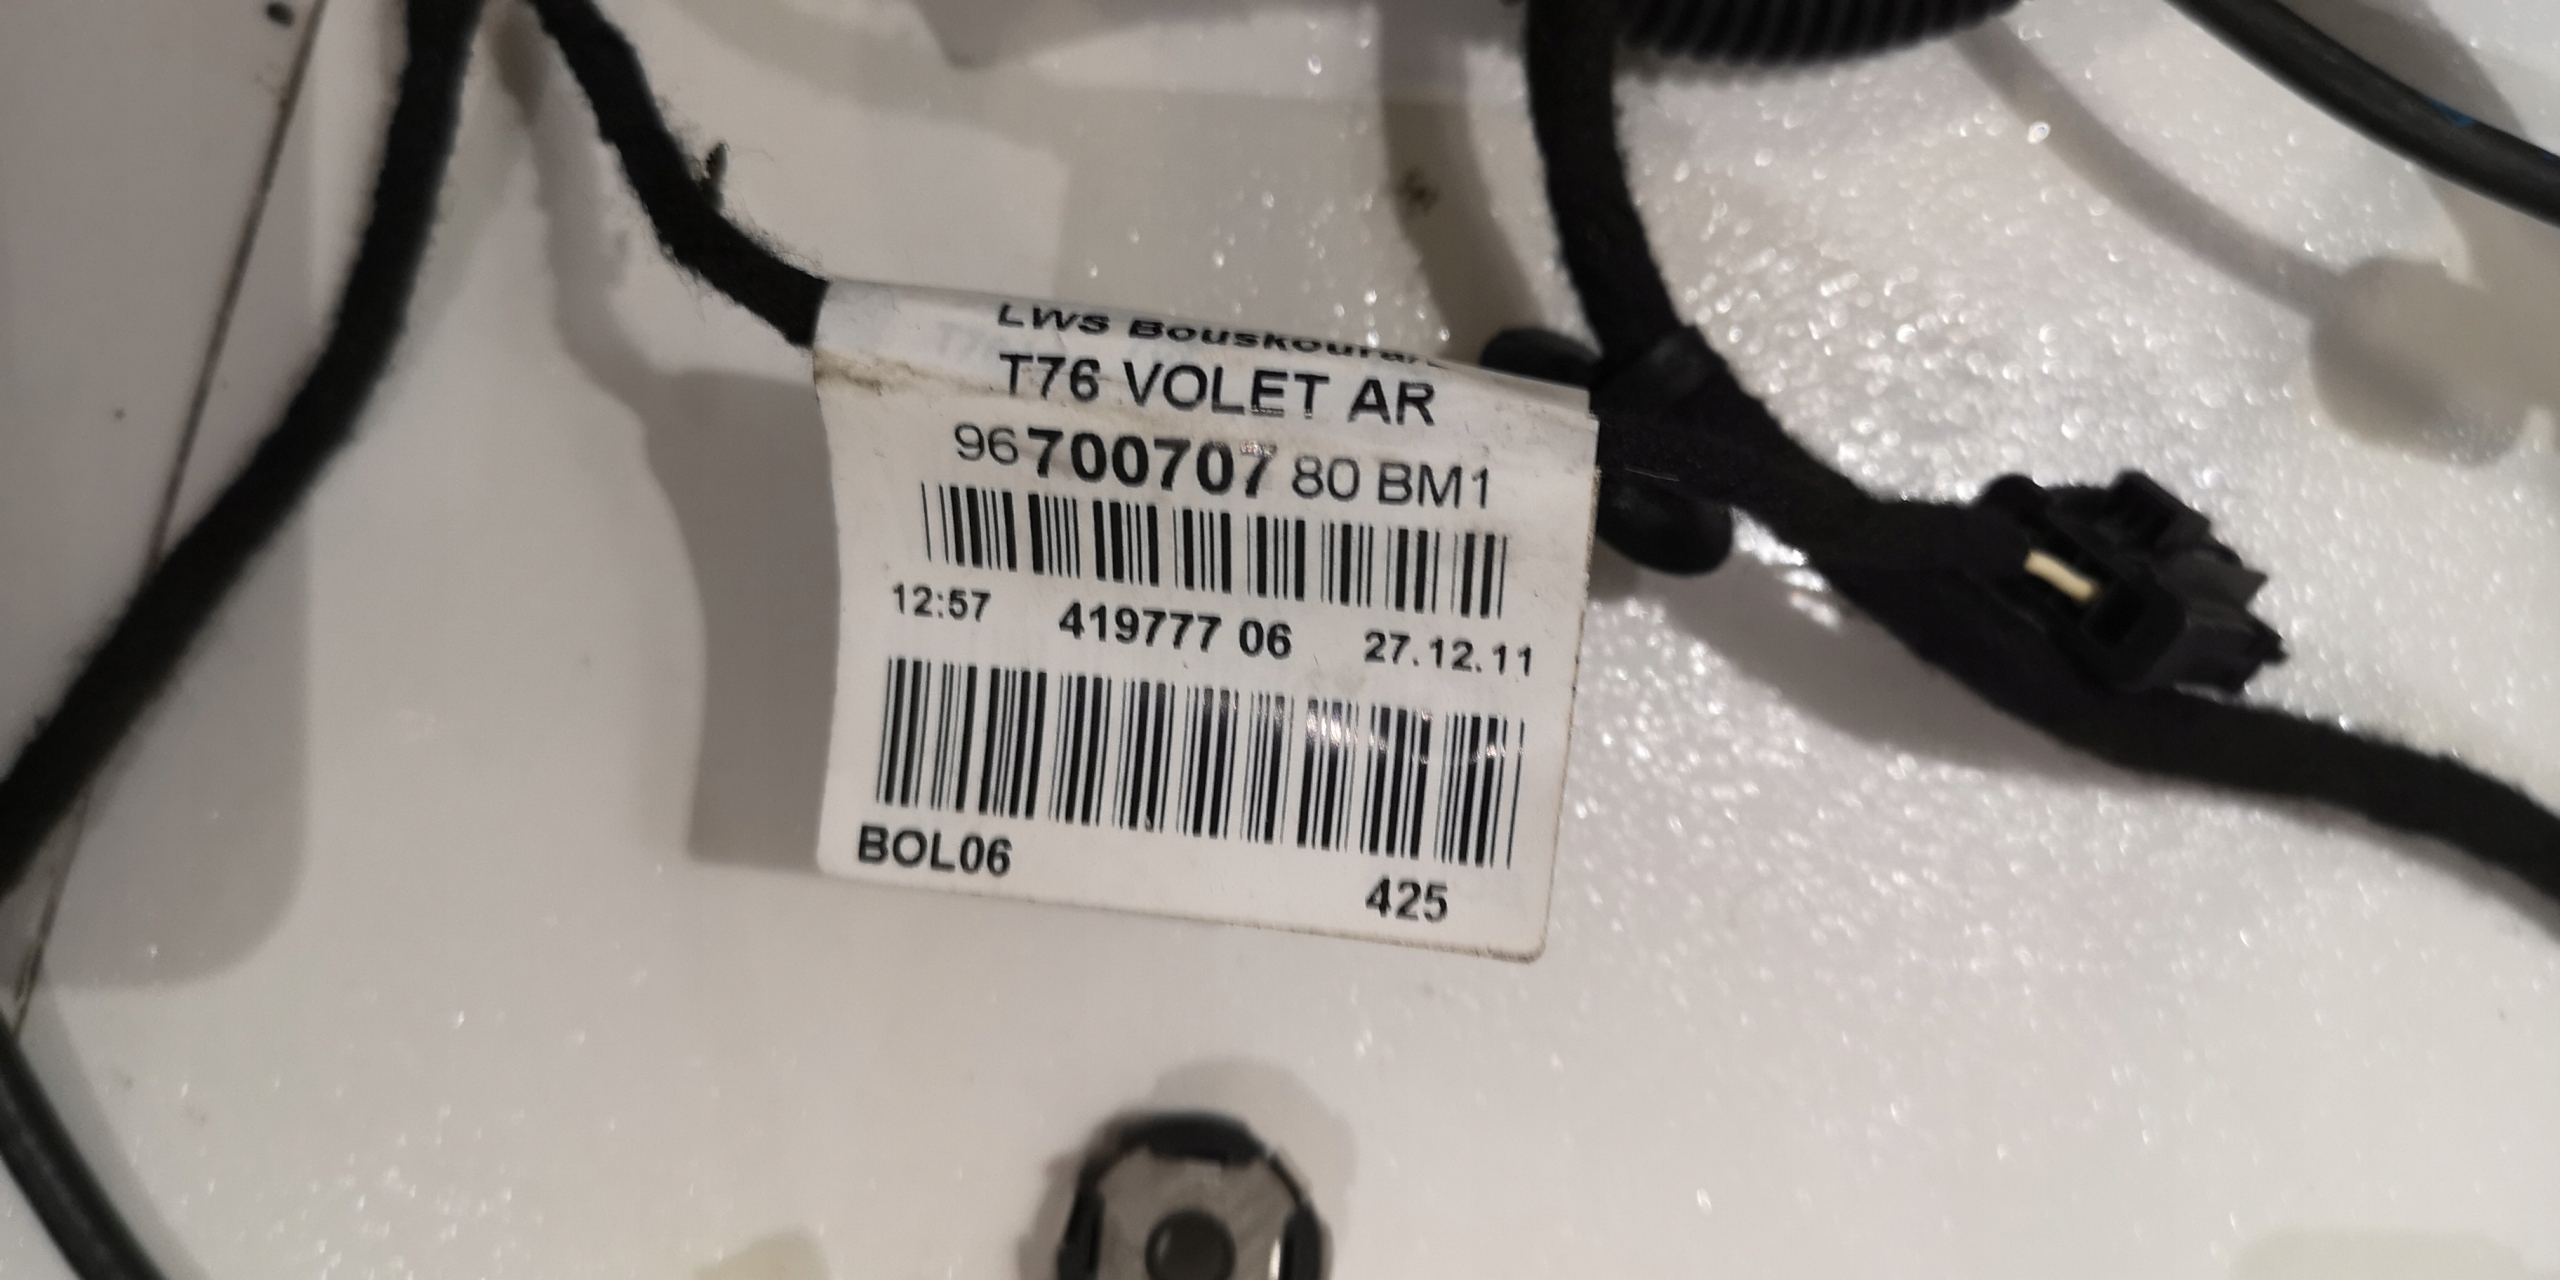 LWS Bouskoura
T76 VOLET AR
96 700707 80 BM1
12:57 419777 06 27.12.11
BOL06
425